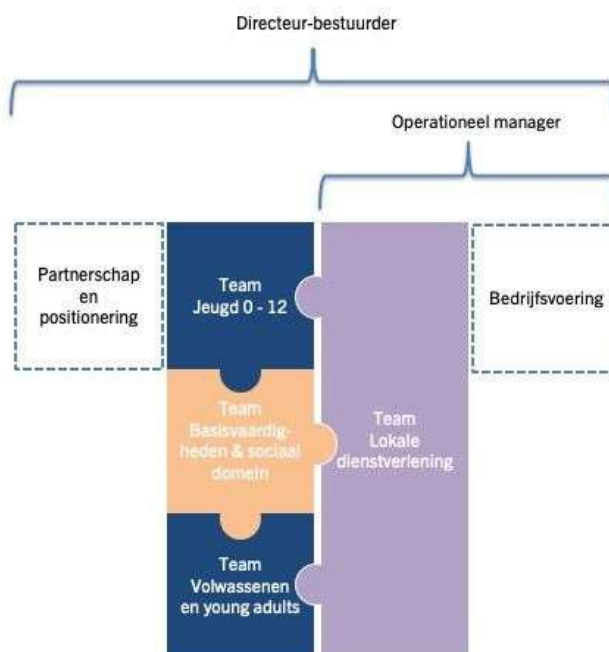 Directeur-bestuurder
Operationeel manager
Partnerschap
en
positionering
Team
Jeugd 0 - 12
Bedrijfsvoering
Team
Basisvaardig-
heden & sociaal
domein
Team
Lokale
dienstverlening
Team
Volwassenen
en young adults